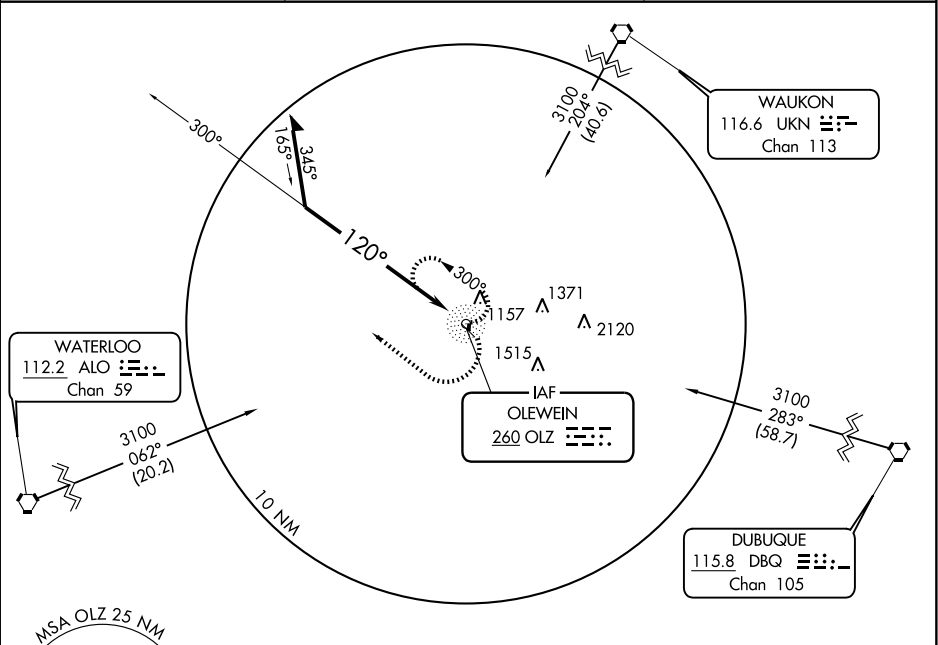 3100
204°
(40.6)
WAUKON
116.6 UKN
Chan 113
300°
345°
165°
120°
300°
1157
1371
2120
1515
WATERLOO
112.2 ALO
Chan 59
3100
062°
(20.2)
IAF
OLEWEIN
260 OLZ
3100
283°
(58.7)
10 NM
DUBUQUE
115.8 DBQ
Chan 105
MSA OLZ 25 NM